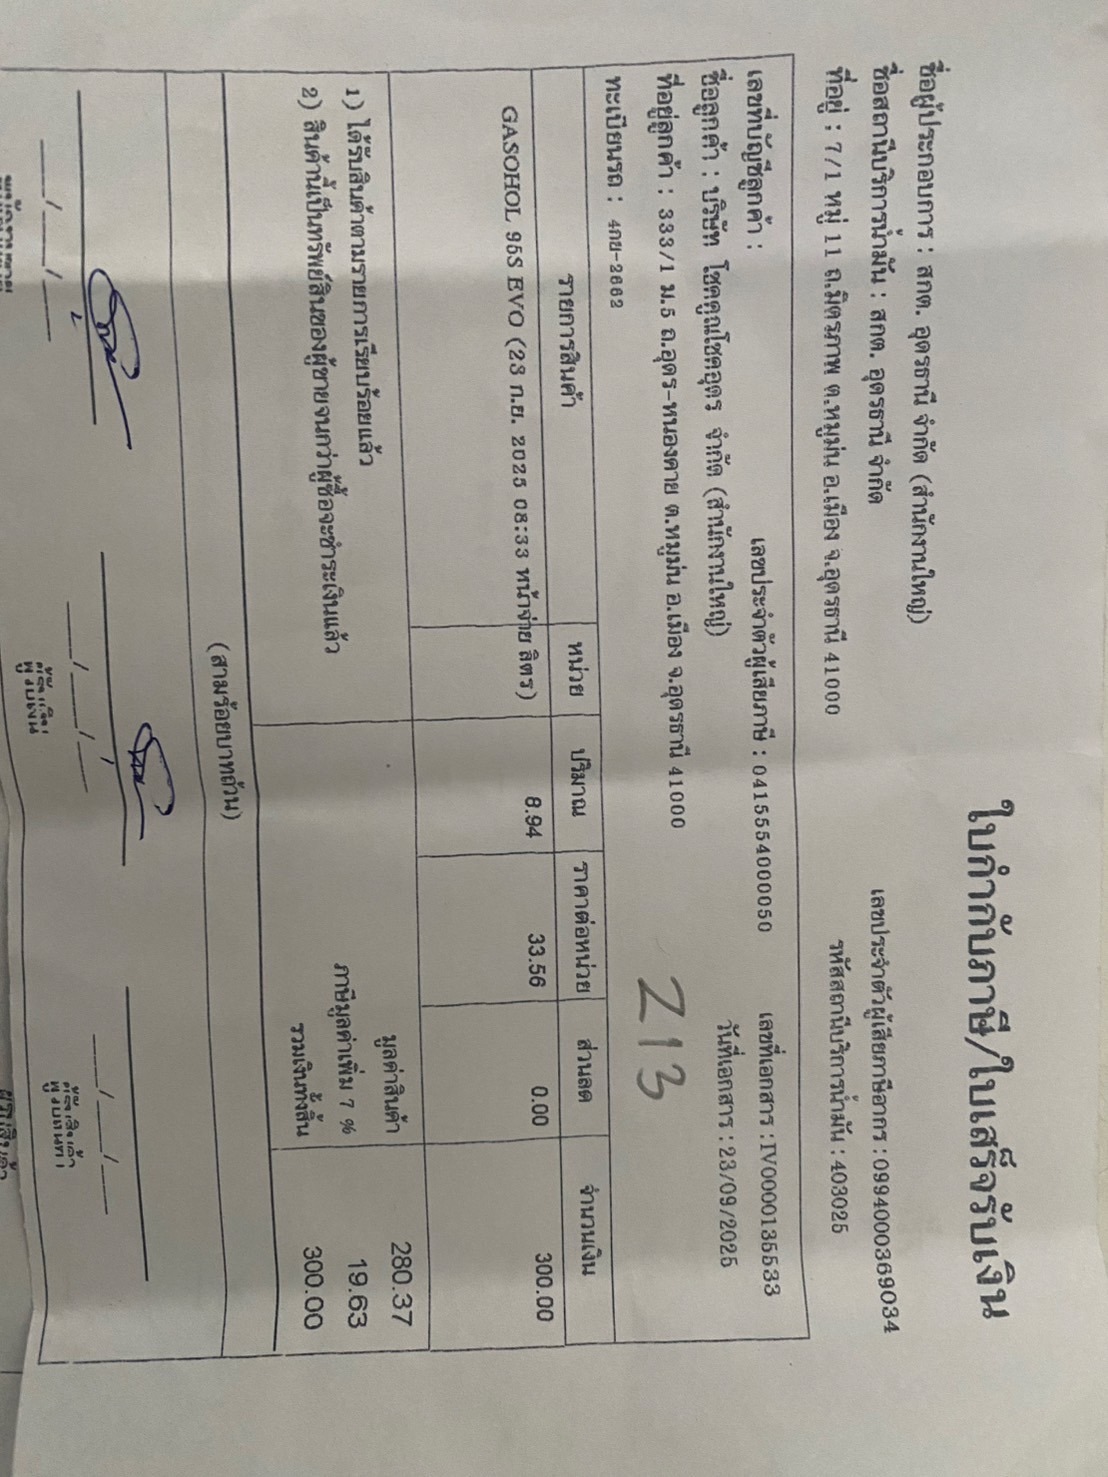 ใบกำกับภาษี/ใบเสร็จรับเงิน
ชื่อผู้ประกอบการ : สกต. อุดรธานี จำกัด (สำนักงานใหญ่)
เลขประจำตัวผู้เสียภาษีอากร : 0994000369034
ชื่อสถานีบริการน้ำมัน : สกต. อุดรธานี จำกัด
รหัสสถานีบริการน้ำมัน : 403025
ที่อยู่ : 7/1 หมู่ 11 ถ.มิตรภาพ ต.หมูม่น อ.เมือง จ.อุดรธานี 41000
เลขที่บัญชีลูกค้า :
เลขประจำตัวผู้เสียภาษี : 0415554000050
เลขที่เอกสาร : IV0000135533
ชื่อลูกค้า : บริษัท โชคคูณโชคอุดร จำกัด (สำนักงานใหญ่)
วันที่เอกสาร : 23/09/2025
ที่อยู่ลูกค้า : 333/1 ม.5 ถ.อุดร-หนองคาย ต.หมูม่น อ.เมือง จ.อุดรธานี 41000
213
ทะเบียนรถ : 4กย-2662
รายการสินค้า หน่วย ปริมาณ ราคาต่อหน่วย ส่วนลด จำนวนเงิน
GASOHOL 95S EVO (23 ก.ย. 2025 08:33 หน้าจ่าย ลิตร) 8.94 33.56 0.00 300.00
1) ได้รับสินค้าตามรายการเรียบร้อยแล้ว
2) สินค้านี้เป็นทรัพย์สินของผู้ขายจนกว่าผู้ซื้อจะชำระเงินแล้ว
มูลค่าสินค้า 280.37
ภาษีมูลค่าเพิ่ม 7 % 19.63
รวมเงินทั้งสิ้น 300.00
(สามร้อยบาทถ้วน)
___/___/___ ___/___/___ ___/___/___